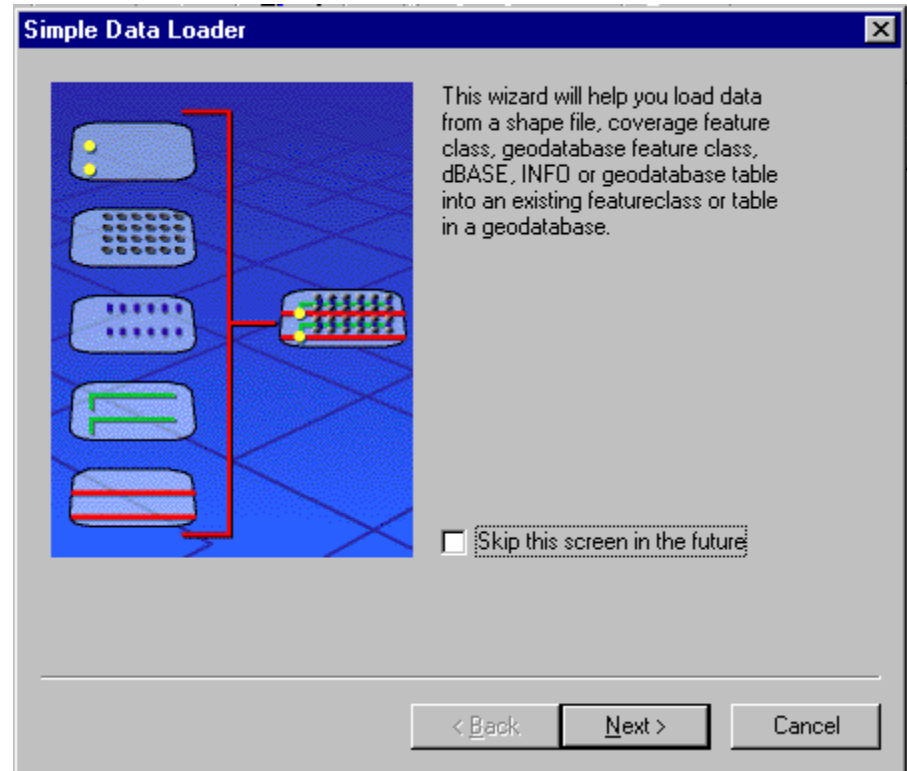 Simple Data Loader
This wizard will help you load data
from a shape file, coverage feature
class, geodatabase feature class,
dBASE, INFO or geodatabase table
into an existing featureclass or table
in a geodatabase.
Skip this screen in the future
< Back
Next >
Cancel